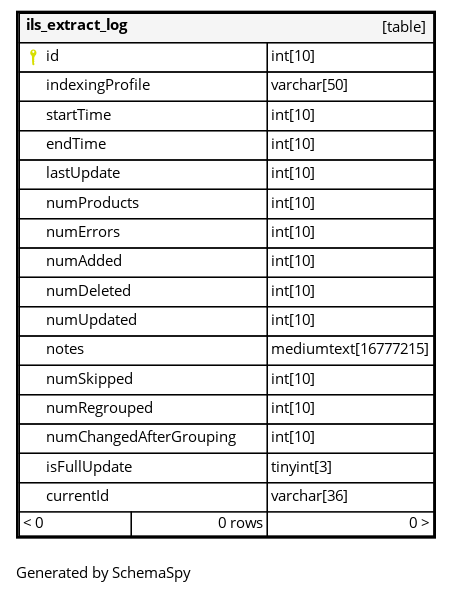 ils_extract_log [table]
id int[10]
indexingProfile varchar[50]
startTime int[10]
endTime int[10]
lastUpdate int[10]
numProducts int[10]
numErrors int[10]
numAdded int[10]
numDeleted int[10]
numUpdated int[10]
notes mediumtext[16777215]
numSkipped int[10]
numRegrouped int[10]
numChangedAfterGrouping int[10]
isFullUpdate tinyint[3]
currentId varchar[36]
< 0 0 rows 0 >
Generated by SchemaSpy